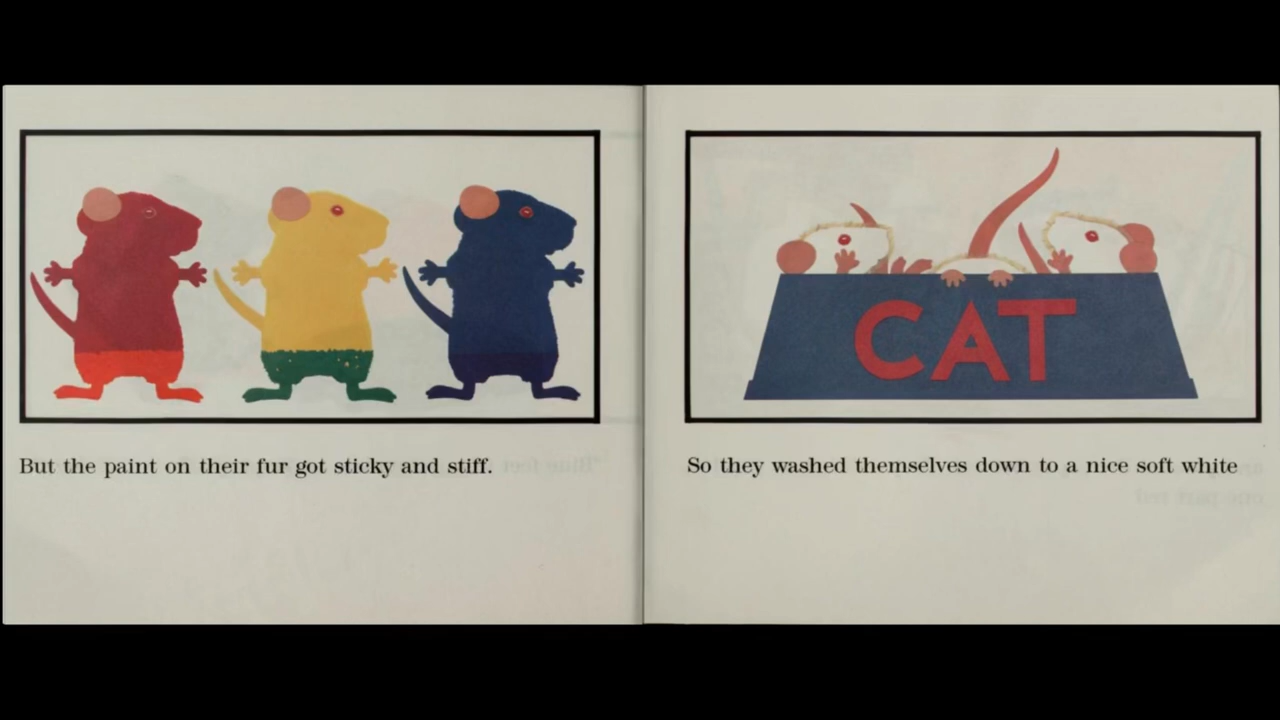 But the paint on their fur got sticky and stiff.
CAT
So they washed themselves down to a nice soft white